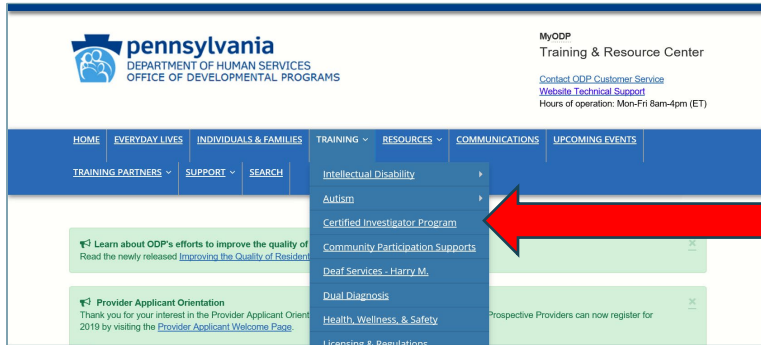 pennsylvania
DEPARTMENT OF HUMAN SERVICES
OFFICE OF DEVELOPMENTAL PROGRAMS
MyODP
Training & Resource Center
Contact ODP Customer Service
Website Technical Support
Hours of operation: Mon-Fri 8am-4pm (ET)
HOME EVERYDAY LIVES INDIVIDUALS & FAMILIES TRAINING RESOURCES COMMUNICATIONS UPCOMING EVENTS
TRAINING PARTNERS SUPPORT SEARCH
Intellectual Disability
Autism
Certified Investigator Program
Community Participation Supports
Deaf Services - Harry M.
Dual Diagnosis
Health, Wellness, & Safety
Licensing & Regulations
Learn about ODP's efforts to improve the quality of
Read the newly released Improving the Quality of Resident
Provider Applicant Orientation
Thank you for your interest in the Provider Applicant Orient Prospective Providers can now register for
2019 by visiting the Provider Applicant Welcome Page.